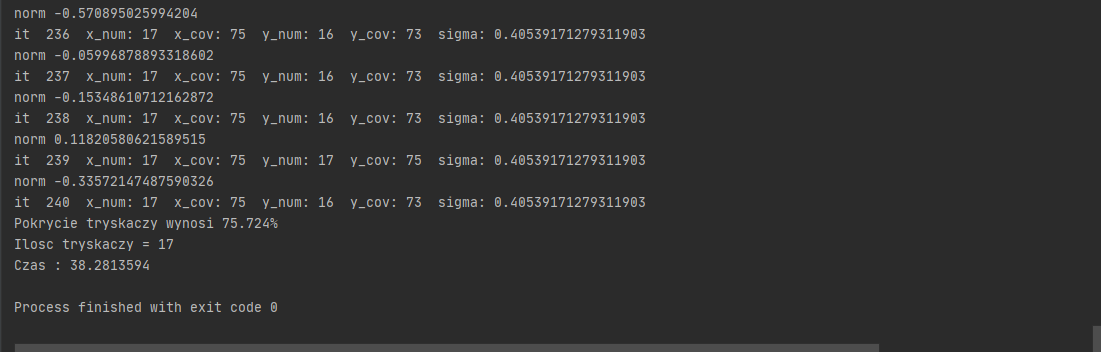 norm -0.570895025994204
it  236  x_num: 17  x_cov: 75  y_num: 16  y_cov: 73  sigma: 0.40539171279311903
norm -0.05996878893318602
it  237  x_num: 17  x_cov: 75  y_num: 16  y_cov: 73  sigma: 0.40539171279311903
norm -0.15348610712162872
it  238  x_num: 17  x_cov: 75  y_num: 16  y_cov: 73  sigma: 0.40539171279311903
norm 0.11820580621589515
it  239  x_num: 17  x_cov: 75  y_num: 17  y_cov: 75  sigma: 0.40539171279311903
norm -0.33572147487590326
it  240  x_num: 17  x_cov: 75  y_num: 16  y_cov: 73  sigma: 0.40539171279311903
Pokrycie tryskaczy wynosi 75.724%
Ilosc tryskaczy = 17
Czas : 38.2813594
Process finished with exit code 0